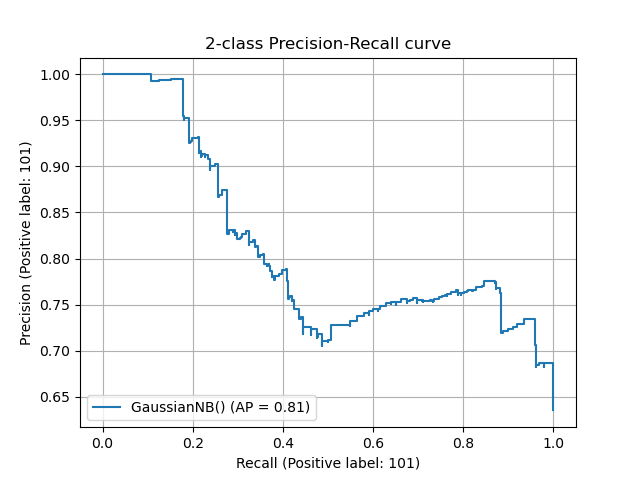 2-class Precision-Recall curve
1.00
0.95
0.90
0.85
0.80
0.75
0.70
0.65
Precision (Positive label: 101)
GaussianNB() (AP = 0.81)
0.0 0.2 0.4 0.6 0.8 1.0
Recall (Positive label: 101)